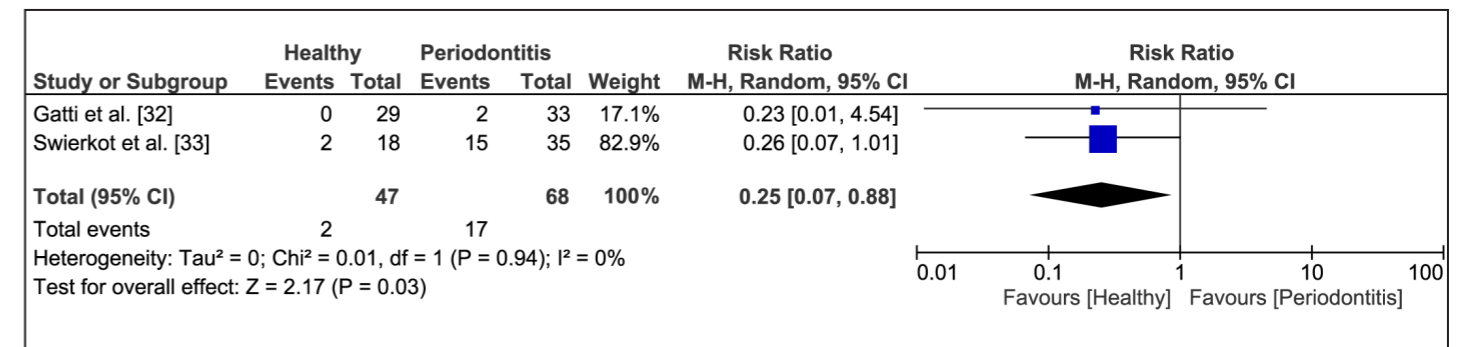 Healthy Periodontitis Risk Ratio Risk Ratio
Study or Subgroup Events Total Events Total Weight M-H, Random, 95% CI M-H, Random, 95% CI
Gatti et al. [32] 0 29 2 33 17.1% 0.23 [0.01, 4.54]
Swierkot et al. [33] 2 18 15 35 82.9% 0.26 [0.07, 1.01]
Total (95% CI) 47 68 100% 0.25 [0.07, 0.88]
Total events 2 17
Heterogeneity: Tau² = 0; Chi² = 0.01, df = 1 (P = 0.94); I² = 0%
Test for overall effect: Z = 2.17 (P = 0.03)
0.01 0.1 1 10 100
Favours [Healthy] Favours [Periodontitis]